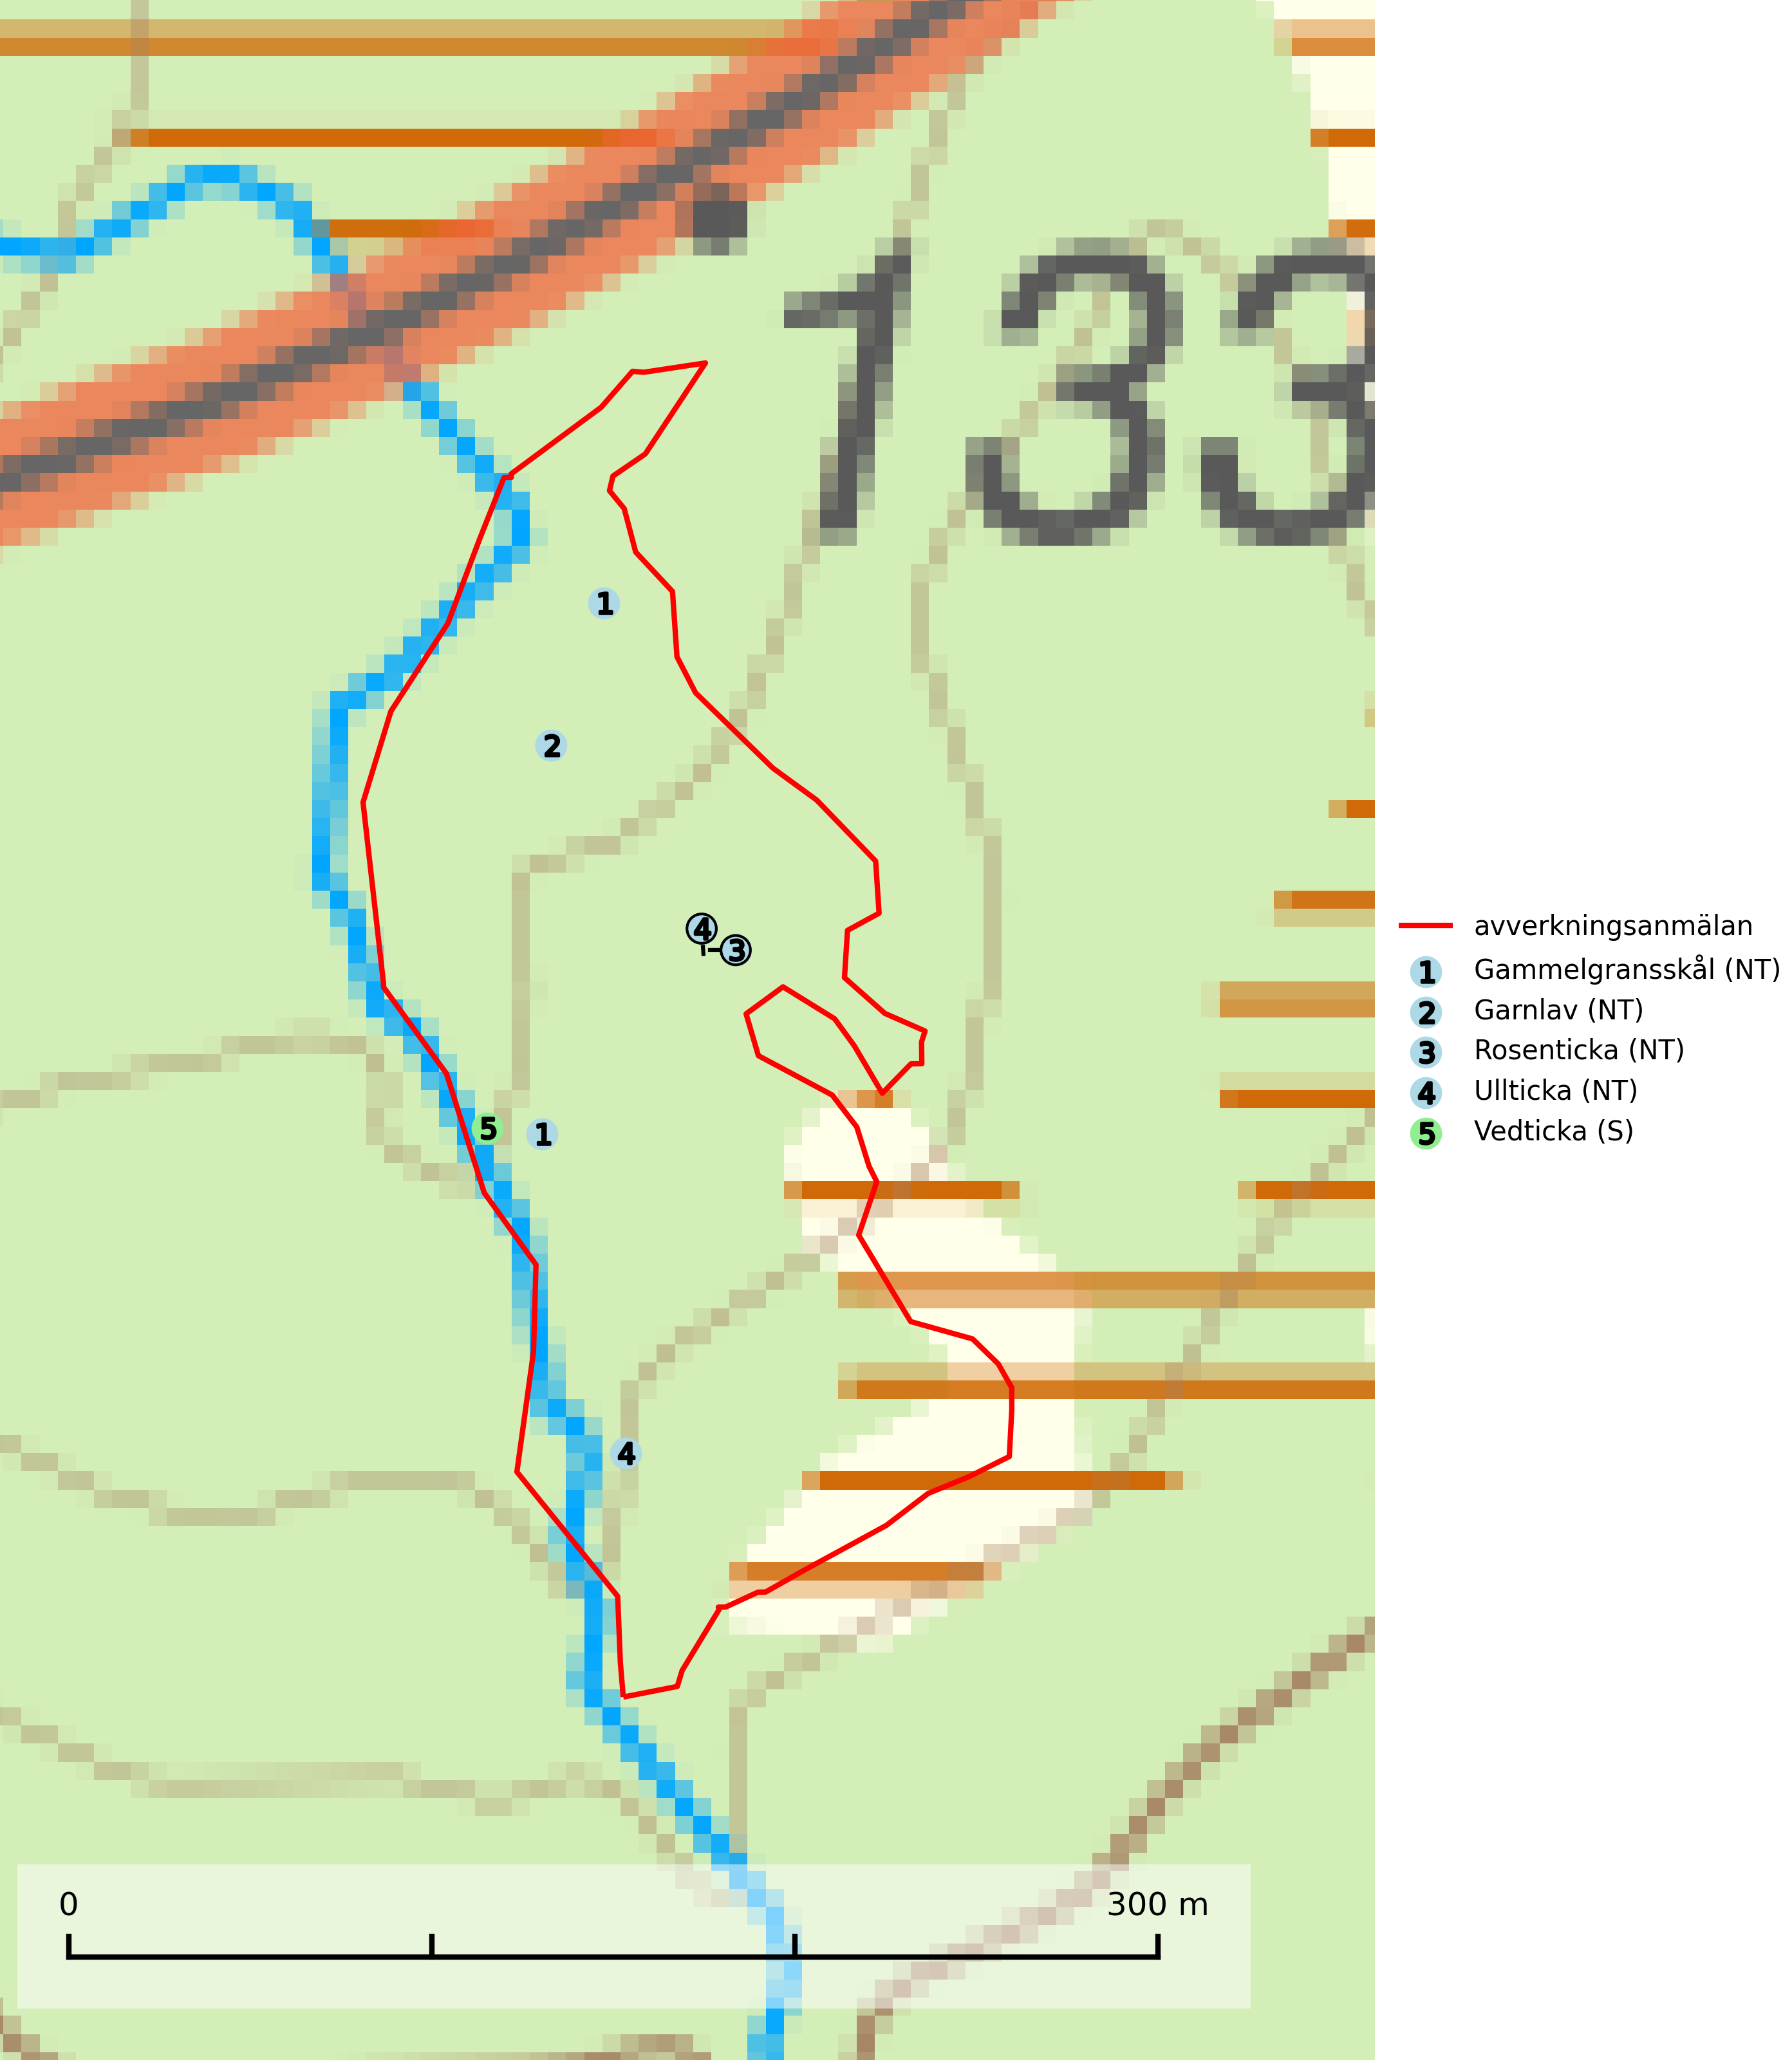 133
1
2
4
3
5
1
4
0
300 m
avverkningsanmälan
1 Gammelgransskål (NT)
2 Garnlav (NT)
3 Rosenticka (NT)
4 Ullticka (NT)
5 Vedticka (S)